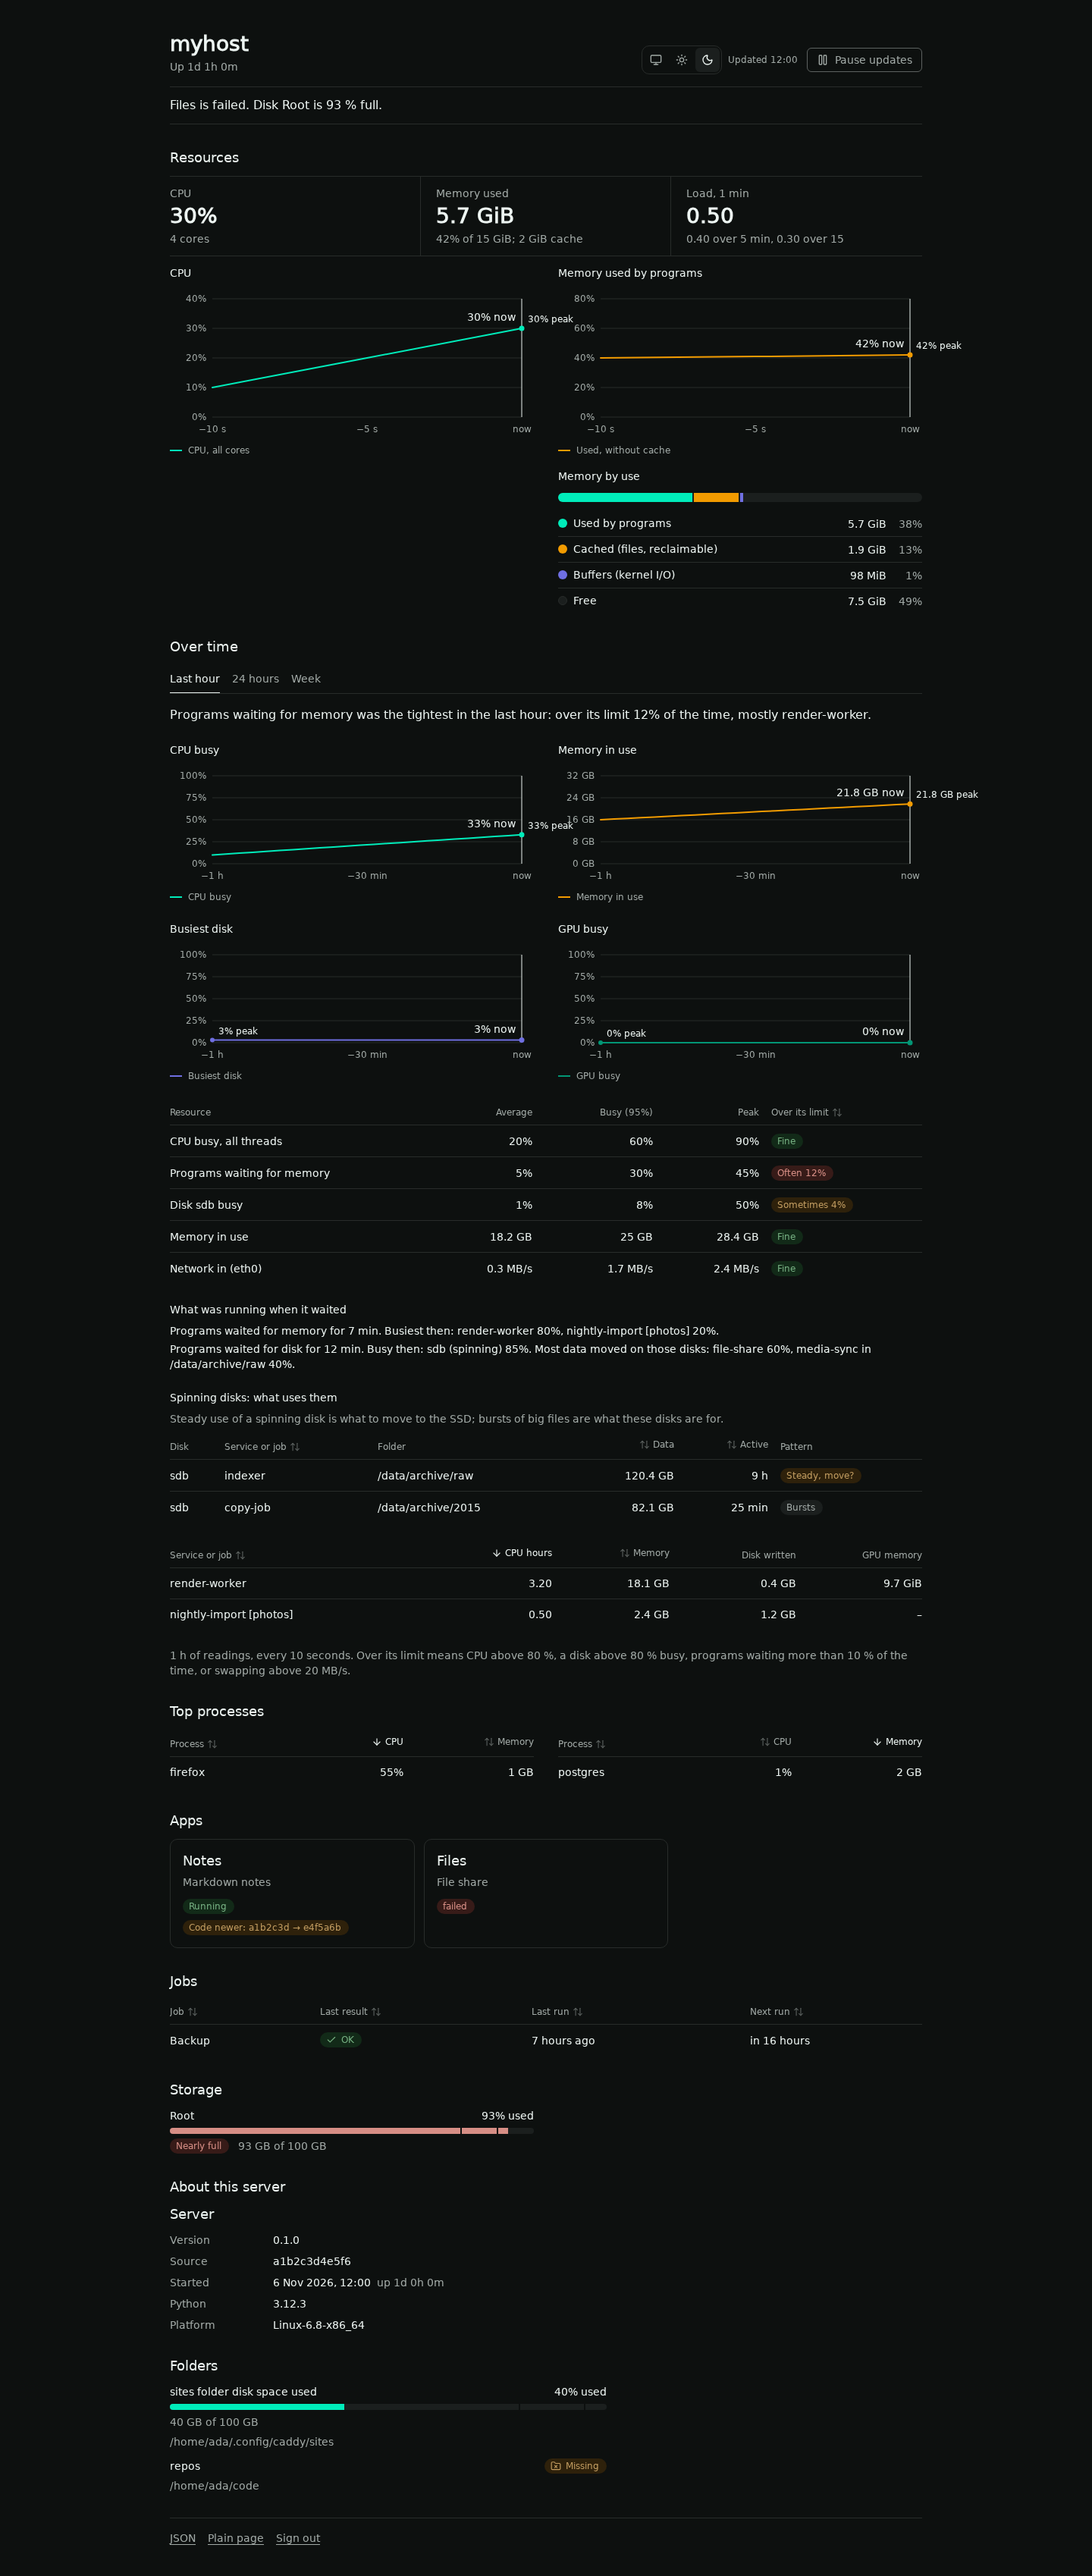 myhost
Up 1d 1h 0m
Updated 12:00
Pause updates
Files is failed. Disk Root is 93 % full.
Resources
CPU
30%
4 cores
Memory used
5.7 GiB
42% of 15 GiB; 2 GiB cache
Load, 1 min
0.50
0.40 over 5 min, 0.30 over 15
CPU
40%
30%
20%
10%
0%
30% now
30% peak
−10 s
−5 s
now
CPU, all cores
Memory used by programs
80%
60%
40%
20%
0%
42% now
42% peak
−10 s
−5 s
now
Used, without cache
Memory by use
Used by programs 5.7 GiB 38%
Cached (files, reclaimable) 1.9 GiB 13%
Buffers (kernel I/O) 98 MiB 1%
Free 7.5 GiB 49%
Over time
Last hour 24 hours Week
Programs waiting for memory was the tightest in the last hour: over its limit 12% of the time, mostly render-worker.
CPU busy
100%
75%
50%
25%
0%
33% now
33% peak
−1 h
−30 min
now
CPU busy
Memory in use
32 GB
24 GB
16 GB
8 GB
0 GB
21.8 GB now
21.8 GB peak
−1 h
−30 min
now
Memory in use
Busiest disk
100%
75%
50%
25%
0%
3% peak
3% now
−1 h
−30 min
now
Busiest disk
GPU busy
100%
75%
50%
25%
0%
0% peak
0% now
−1 h
−30 min
now
GPU busy
Resource Average Busy (95%) Peak Over its limit
CPU busy, all threads 20% 60% 90% Fine
Programs waiting for memory 5% 30% 45% Often 12%
Disk sdb busy 1% 8% 50% Sometimes 4%
Memory in use 18.2 GB 25 GB 28.4 GB Fine
Network in (eth0) 0.3 MB/s 1.7 MB/s 2.4 MB/s Fine
What was running when it waited
Programs waited for memory for 7 min. Busiest then: render-worker 80%, nightly-import [photos] 20%.
Programs waited for disk for 12 min. Busy then: sdb (spinning) 85%. Most data moved on those disks: file-share 60%, media-sync in
/data/archive/raw 40%.
Spinning disks: what uses them
Steady use of a spinning disk is what to move to the SSD; bursts of big files are what these disks are for.
Disk Service or job Folder Data Active Pattern
sdb indexer /data/archive/raw 120.4 GB 9 h Steady, move?
sdb copy-job /data/archive/2015 82.1 GB 25 min Bursts
Service or job CPU hours Memory Disk written GPU memory
render-worker 3.20 18.1 GB 0.4 GB 9.7 GiB
nightly-import [photos] 0.50 2.4 GB 1.2 GB –
1 h of readings, every 10 seconds. Over its limit means CPU above 80 %, a disk above 80 % busy, programs waiting more than 10 % of the
time, or swapping above 20 MB/s.
Top processes
Process CPU Memory
firefox 55% 1 GB
Process CPU Memory
postgres 1% 2 GB
Apps
Notes
Markdown notes
Running
Code newer: a1b2c3d → e4f5a6b
Files
File share
failed
Jobs
Job Last result Last run Next run
Backup OK 7 hours ago in 16 hours
Storage
Root 93% used
Nearly full 93 GB of 100 GB
About this server
Server
Version 0.1.0
Source a1b2c3d4e5f6
Started 6 Nov 2026, 12:00 up 1d 0h 0m
Python 3.12.3
Platform Linux-6.8-x86_64
Folders
sites folder disk space used 40% used
40 GB of 100 GB
/home/ada/.config/caddy/sites
repos Missing
/home/ada/code
JSON Plain page Sign out